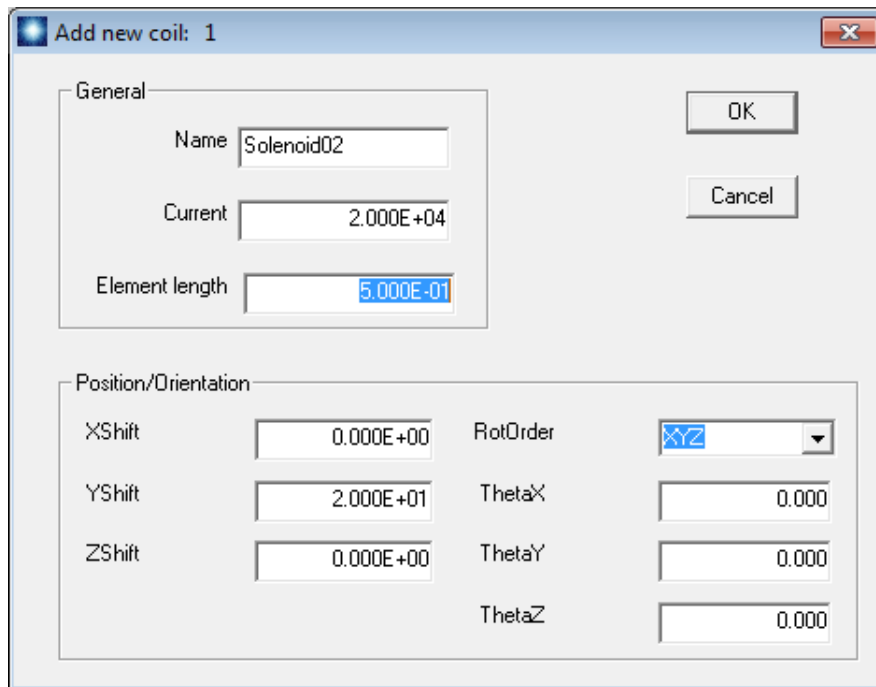 Add new coil: 1
General
Name Solenoid02
Current 2.000E+04
Element length 5.000E-01
OK
Cancel
Position/Orientation
XShift 0.000E+00 RotOrder XYZ
YShift 2.000E+01 ThetaX 0.000
ZShift 0.000E+00 ThetaY 0.000
ThetaZ 0.000